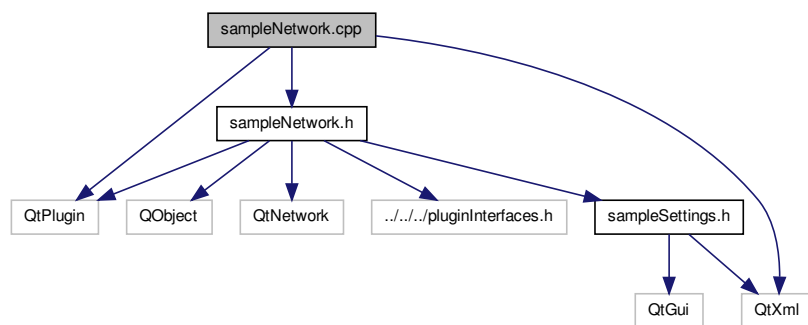 sampleNetwork.cpp
sampleNetwork.h
QtPlugin
QObject
QtNetwork
../../../pluginInterfaces.h
sampleSettings.h
QtGui
QtXml